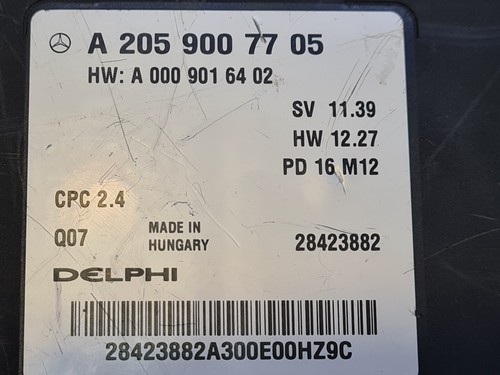 A 205 900 77 05
HW: A 000 901 64 02
SV 11.39
HW 12.27
PD 16 M12
CPC 2.4
Q07
MADE IN
HUNGARY
28423882
DELPHI
28423882A300E00HZ9C